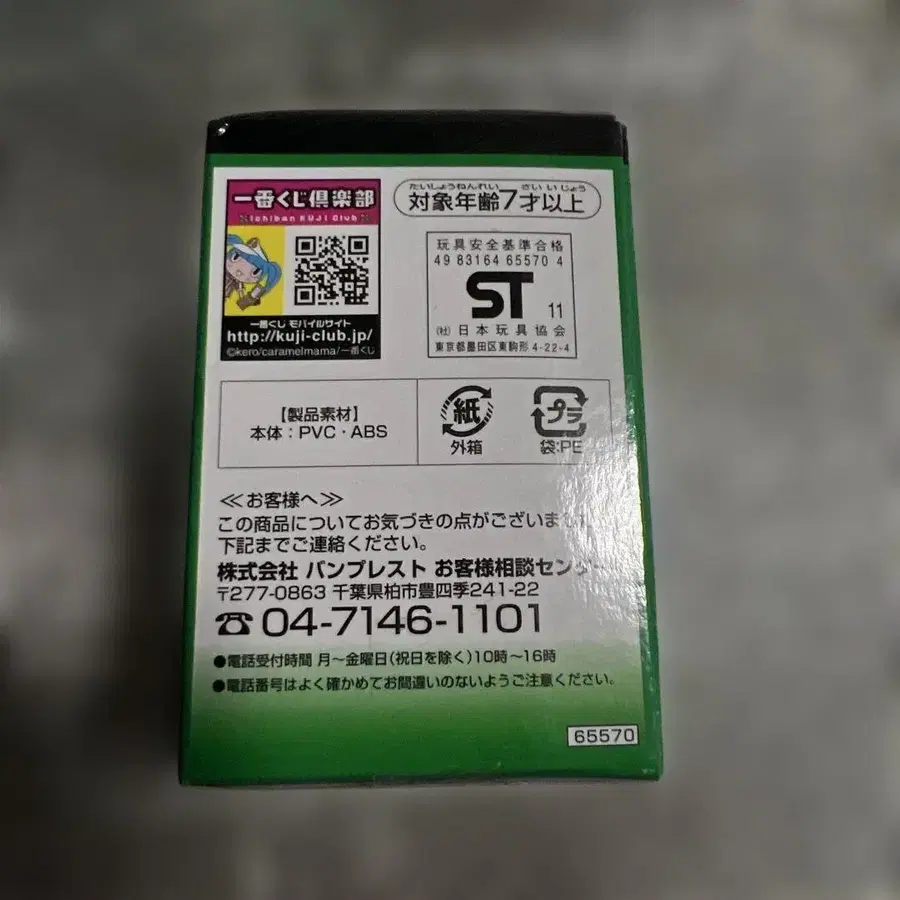 一番くじ倶楽部
Ichiban KUJI Club
一番くじ モバイルサイト
http://kuji-club.jp/
©kero/caramelmama/一番くじ
たいしょうねんれい さいいじょう
対象年齢7才以上
玩具安全基準合格
49 83164 65570 4
ST 11
(社)日本玩具協会
東京都墨田区東駒形 4-22-4
【製品素材】
本体：PVC・ABS
紙
外箱
プラ
袋:PE
≪お客様へ≫
この商品についてお気づきの点がございまし
下記までご連絡ください。
株式会社 バンプレスト お客様相談センター
〒277-0863 千葉県柏市豊四季241-22
☎ 04-7146-1101
●電話受付時間 月～金曜日(祝日を除く)10時～16時
●電話番号はよく確かめてお間違いのないようご注意ください。
65570